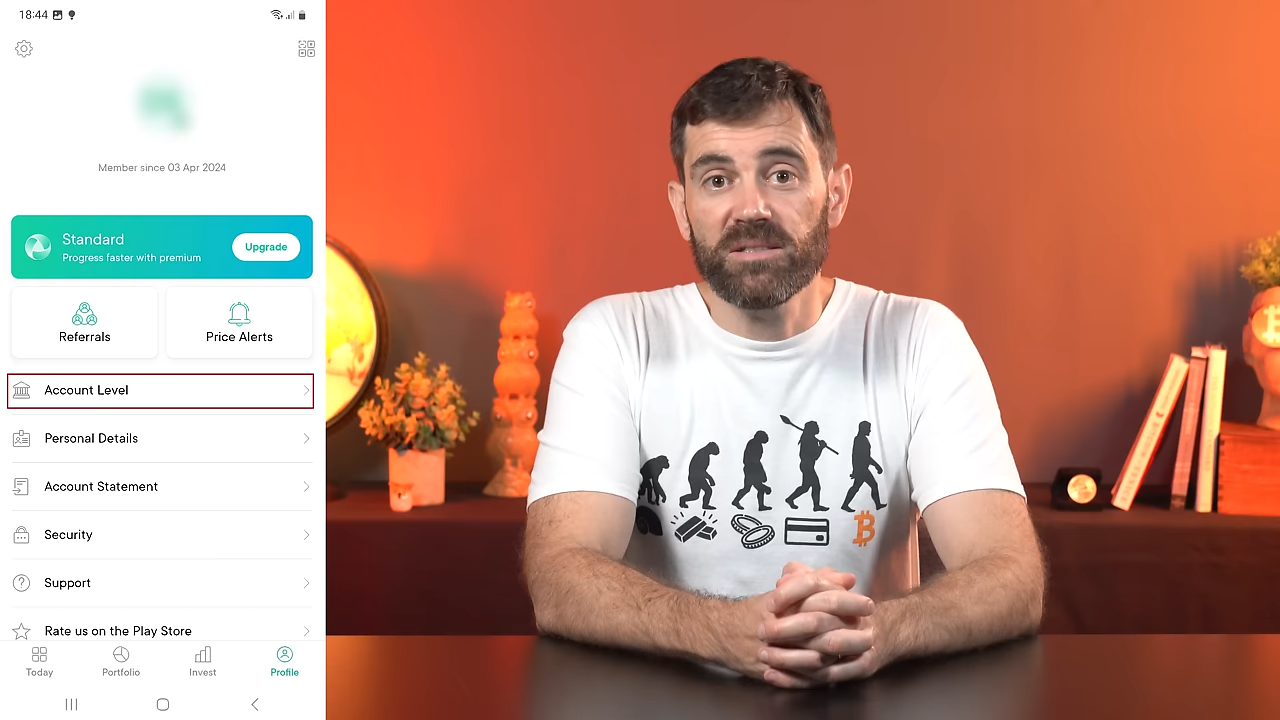 18:44
Member since 03 Apr 2024
Standard
Progress faster with premium
Upgrade
Referrals
Price Alerts
Account Level
Personal Details
Account Statement
Security
Support
Rate us on the Play Store
Today
Portfolio
Invest
Profile